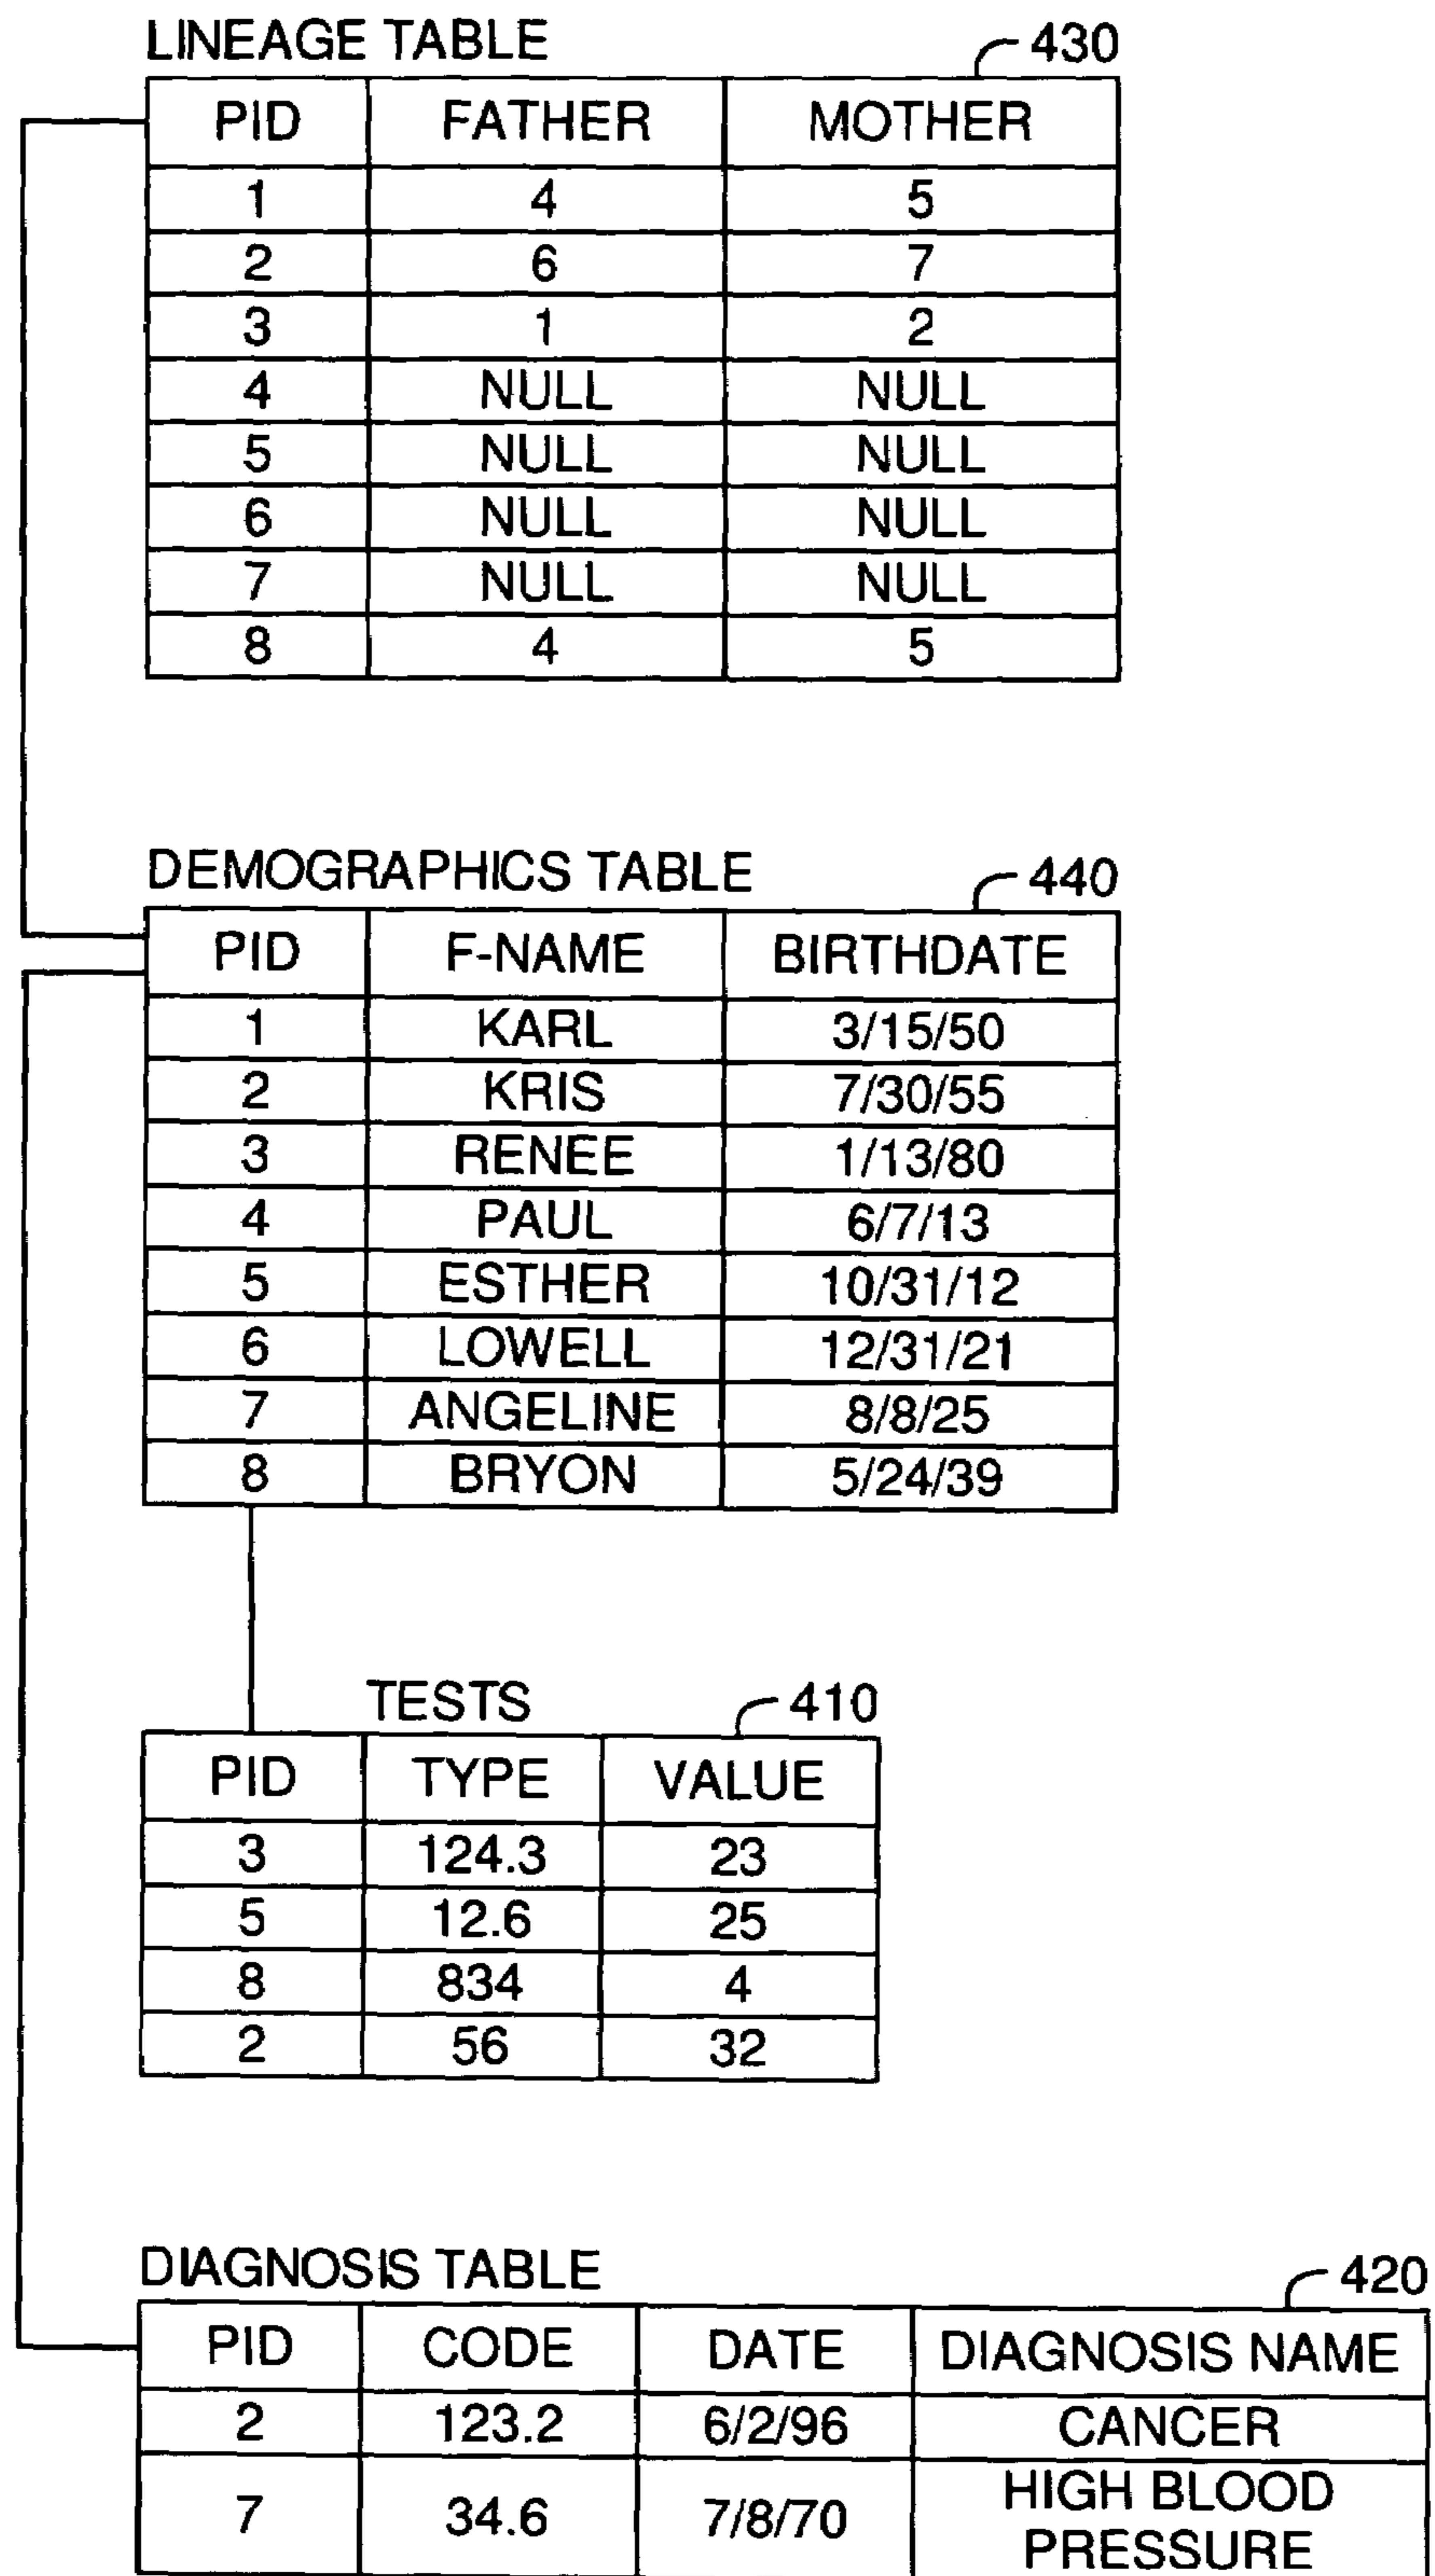 LINEAGE TABLE 430
PID FATHER MOTHER
1 4 5
2 6 7
3 1 2
4 NULL NULL
5 NULL NULL
6 NULL NULL
7 NULL NULL
8 4 5
DEMOGRAPHICS TABLE 440
PID F-NAME BIRTHDATE
1 KARL 3/15/50
2 KRIS 7/30/55
3 RENEE 1/13/80
4 PAUL 6/7/13
5 ESTHER 10/31/12
6 LOWELL 12/31/21
7 ANGELINE 8/8/25
8 BRYON 5/24/39
TESTS 410
PID TYPE VALUE
3 124.3 23
5 12.6 25
8 834 4
2 56 32
DIAGNOSIS TABLE 420
PID CODE DATE DIAGNOSIS NAME
2 123.2 6/2/96 CANCER
7 34.6 7/8/70 HIGH BLOOD
PRESSURE